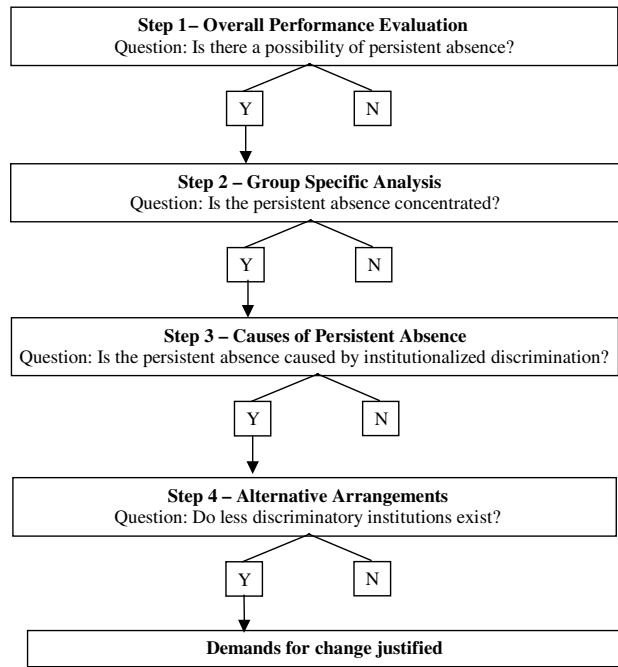 Step 1 – Overall Performance Evaluation
Question: Is there a possibility of persistent absence?
Y N
Step 2 – Group Specific Analysis
Question: Is the persistent absence concentrated?
Y N
Step 3 – Causes of Persistent Absence
Question: Is the persistent absence caused by institutionalized discrimination?
Y N
Step 4 – Alternative Arrangements
Question: Do less discriminatory institutions exist?
Y N
Demands for change justified